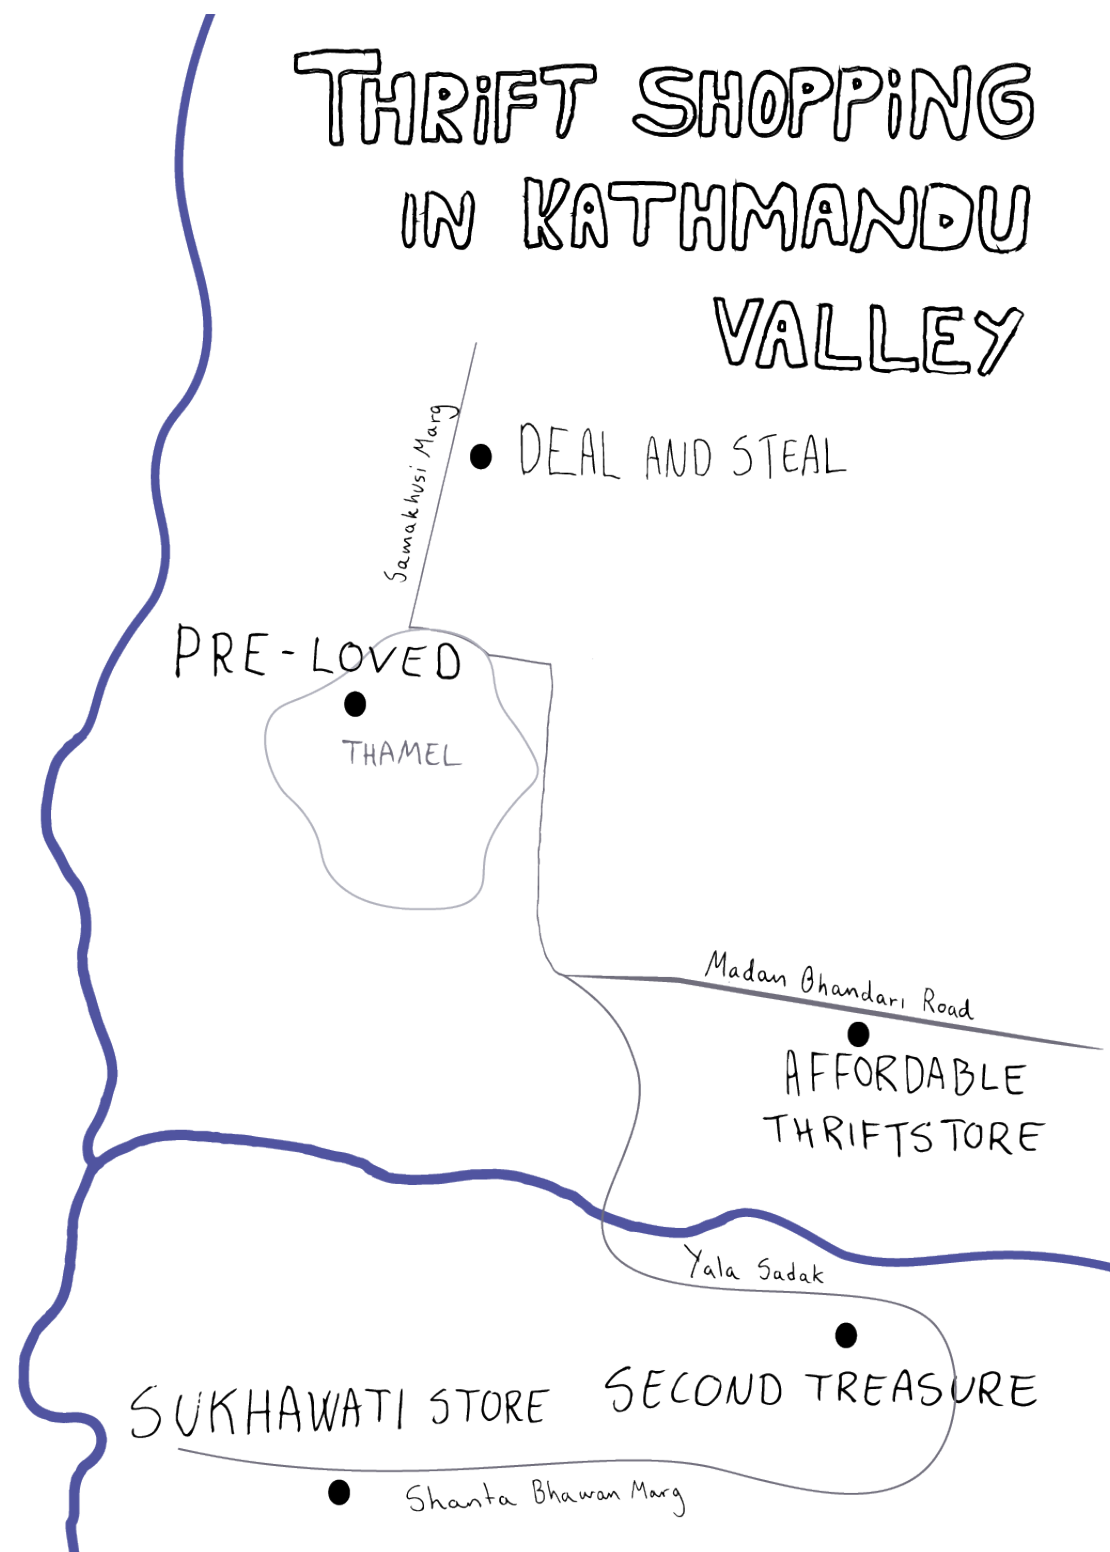 THRiFT SHOPPiNG
IN KATHMANDU
VALLEY
Samakhusi Marg
DEAL AND STEAL
PRE-LOVED
THAMEL
Madan Bhandari Road
AFFORDABLE
THRIFTSTORE
Yala Sadak
SECOND TREASURE
SUKHAWATI STORE
Shanta Bhawan Marg